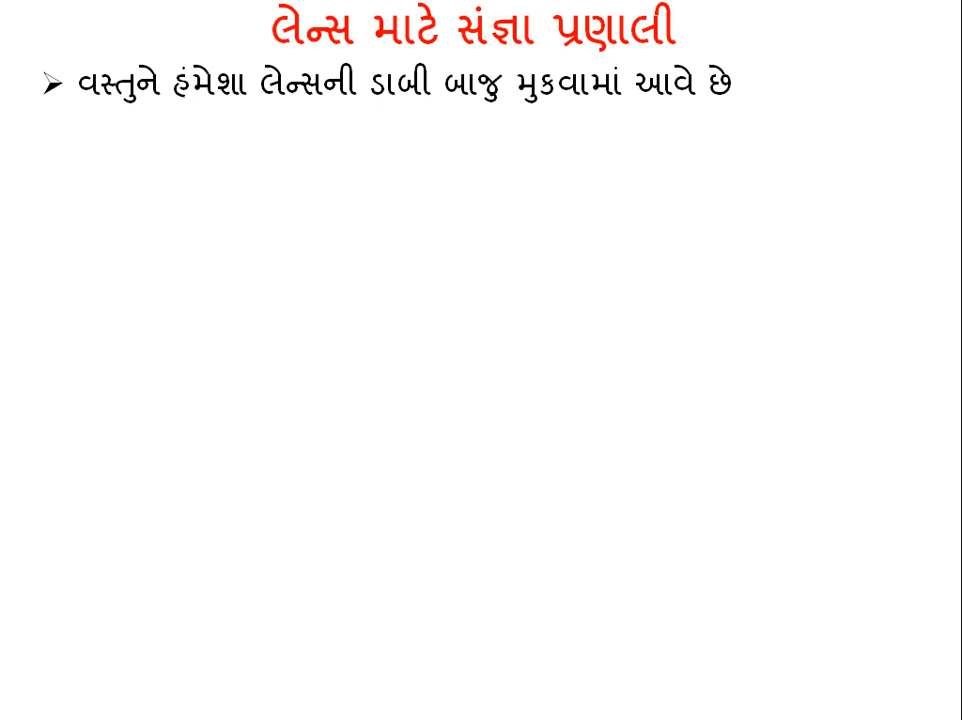 લેન્સ માટે સંજ્ઞા પ્રણાલી
➢ વસ્તુને હંમેશા લેન્સની ડાબી બાજુ મુકવામાં આવે છે